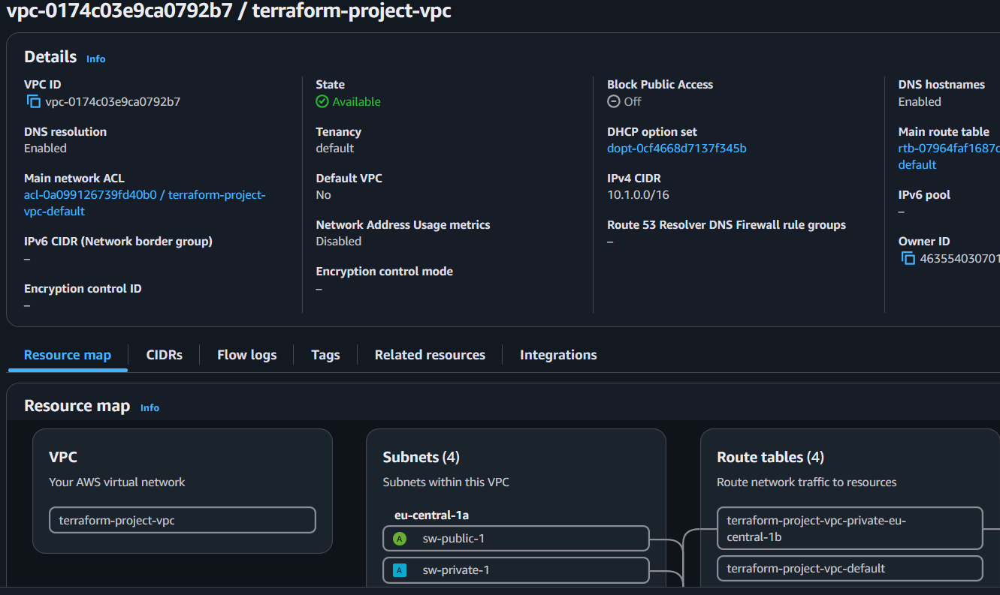 vpc-0174c03e9ca0792b7 / terraform-project-vpc
Details Info
VPC ID
vpc-0174c03e9ca0792b7
State
Available
Block Public Access
Off
DNS hostnames
Enabled
DNS resolution
Enabled
Tenancy
default
DHCP option set
dopt-0cf4668d7137f345b
Main route table
rtb-07964faf1687
default
Main network ACL
acl-0a099126739fd40b0 / terraform-project-
vpc-default
Default VPC
No
IPv4 CIDR
10.1.0.0/16
IPv6 pool
–
IPv6 CIDR (Network border group)
–
Network Address Usage metrics
Disabled
Route 53 Resolver DNS Firewall rule groups
–
Owner ID
463554030701
Encryption control ID
–
Encryption control mode
–
Resource map
CIDRs
Flow logs
Tags
Related resources
Integrations
Resource map Info
VPC
Your AWS virtual network
terraform-project-vpc
Subnets (4)
Subnets within this VPC
eu-central-1a
A sw-public-1
A sw-private-1
Route tables (4)
Route network traffic to resources
terraform-project-vpc-private-eu-
central-1b
terraform-project-vpc-default